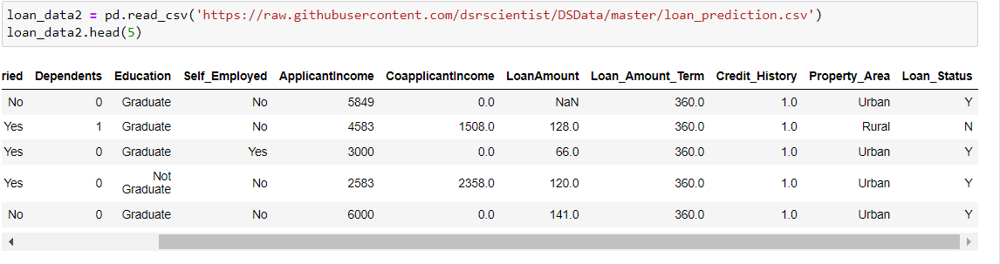 loan_data2 = pd.read_csv('https://raw.githubusercontent.com/dsrscientist/DSData/master/loan_prediction.csv')
loan_data2.head(5)
ried Dependents Education Self_Employed ApplicantIncome CoapplicantIncome LoanAmount Loan_Amount_Term Credit_History Property_Area Loan_Status
No 0 Graduate No 5849 0.0 NaN 360.0 1.0 Urban Y
Yes 1 Graduate No 4583 1508.0 128.0 360.0 1.0 Rural N
Yes 0 Graduate Yes 3000 0.0 66.0 360.0 1.0 Urban Y
Yes 0 Not Graduate No 2583 2358.0 120.0 360.0 1.0 Urban Y
No 0 Graduate No 6000 0.0 141.0 360.0 1.0 Urban Y